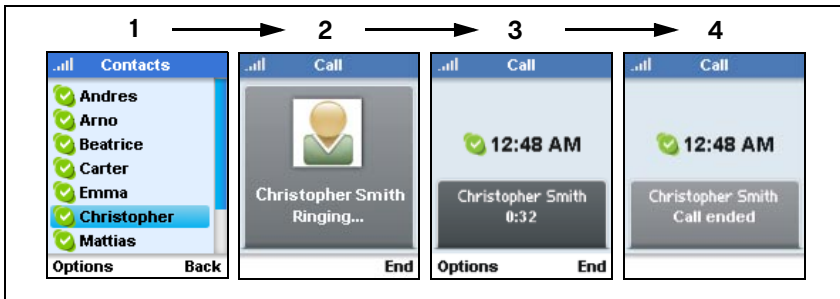 1 2 3 4
Contacts
Andres
Arno
Beatrice
Carter
Emma
Christopher
Mattias
Options Back
Call
Christopher Smith
Ringing...
End
Call
12:48 AM
Christopher Smith
0:32
Options End
Call
12:48 AM
Christopher Smith
Call ended